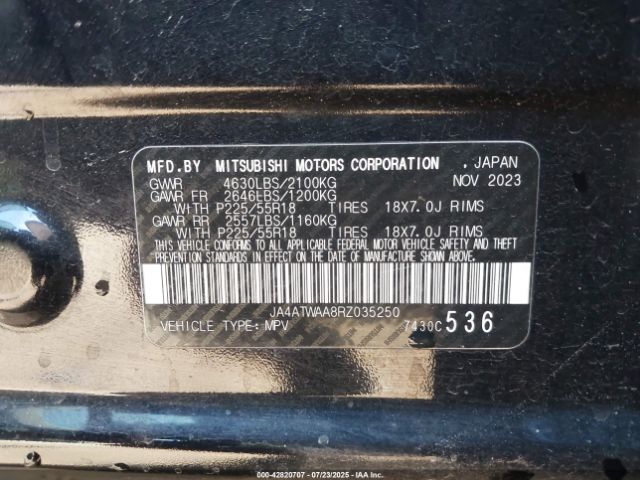 MFD.BY MITSUBISHI MOTORS CORPORATION , JAPAN
GVWR 4630LBS/2100KG NOV 2023
GAWR FR 2646LBS/1200KG
WITH P225/55R18 TIRES 18X7.0J RIMS
GAWR RR 2557LBS/1160KG
WITH P225/55R18 TIRES 18X7.0J RIMS
THIS VEHICLE CONFORMS TO ALL APPLICABLE FEDERAL MOTOR VEHICLE SAFETY AND THEFT
PREVENTION STANDARDS IN EFFECT ON THE DATE OF MANUFACTURE SHOWN ABOVE.
JA4ATWAA8RZ035250
VEHICLE TYPE:MPV 7430C 536
000-42820707 - 07/23/2025 - IAA Inc.